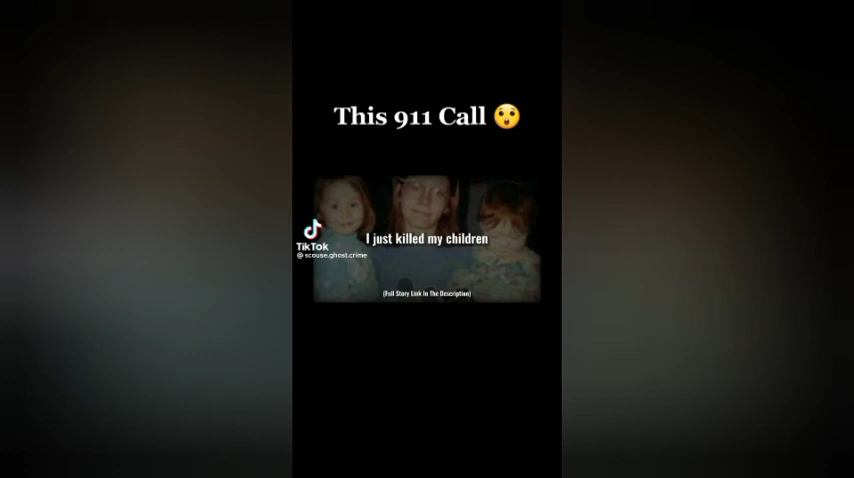 This 911 Call 😲
I just killed my children
TikTok
@ scouse.ghost.crime
(Full Story Link In The Description)